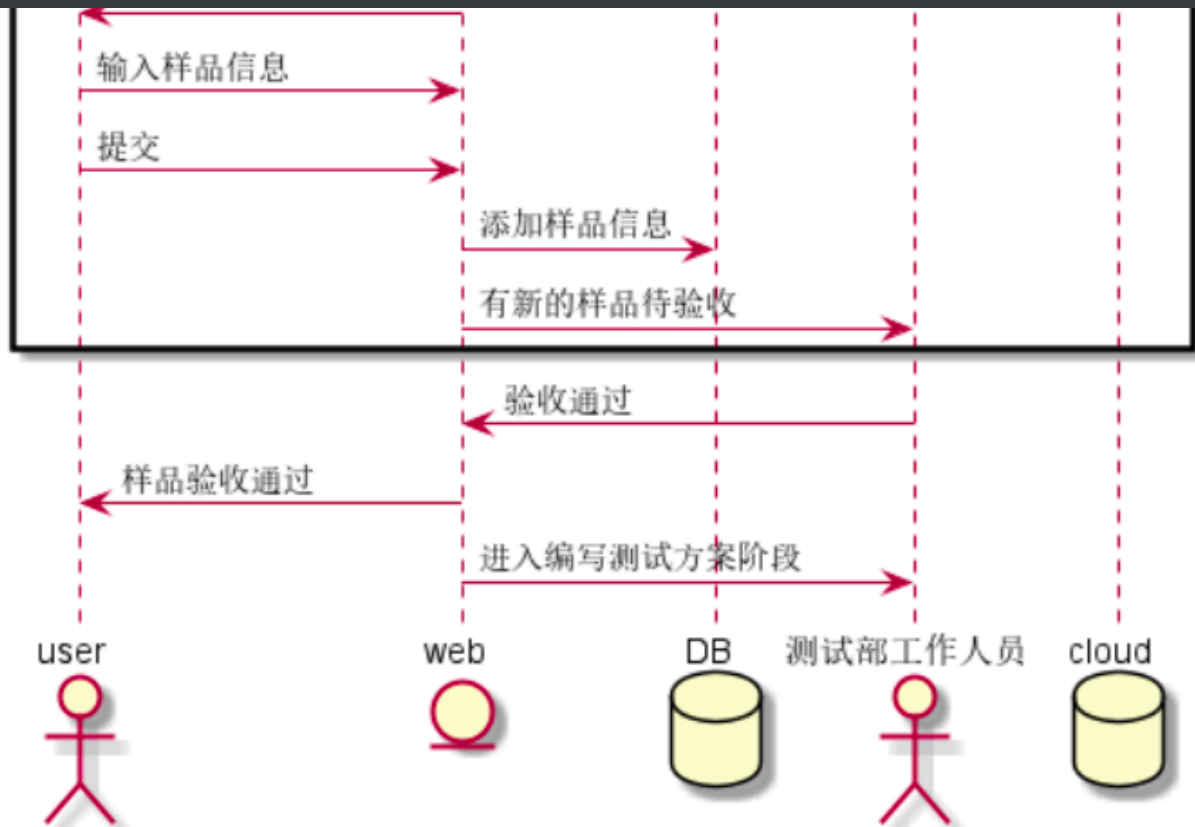 输入样品信息
提交
添加样品信息
有新的样品待验收
验收通过
样品验收通过
进入编写测试方案阶段
user web DB 测试部工作人员 cloud